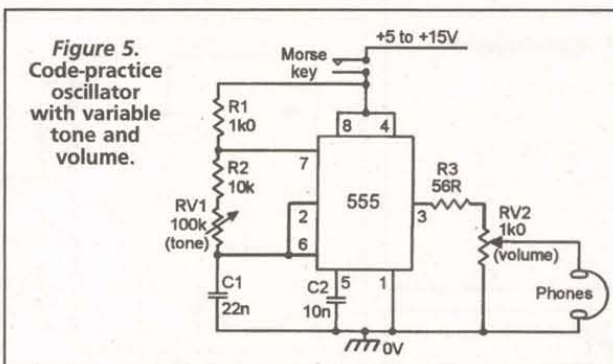 Figure 5.
Code-practice
oscillator
with variable
tone and
volume.
+5 to +15V
Morse
key
R1
1k0
8 4
7
R2
10k
R3
56R
RV1
100k
(tone)
2
555
3
RV2
1k0
(volume)
6
C1
22n
C2
10n
5 1
Phones
0V